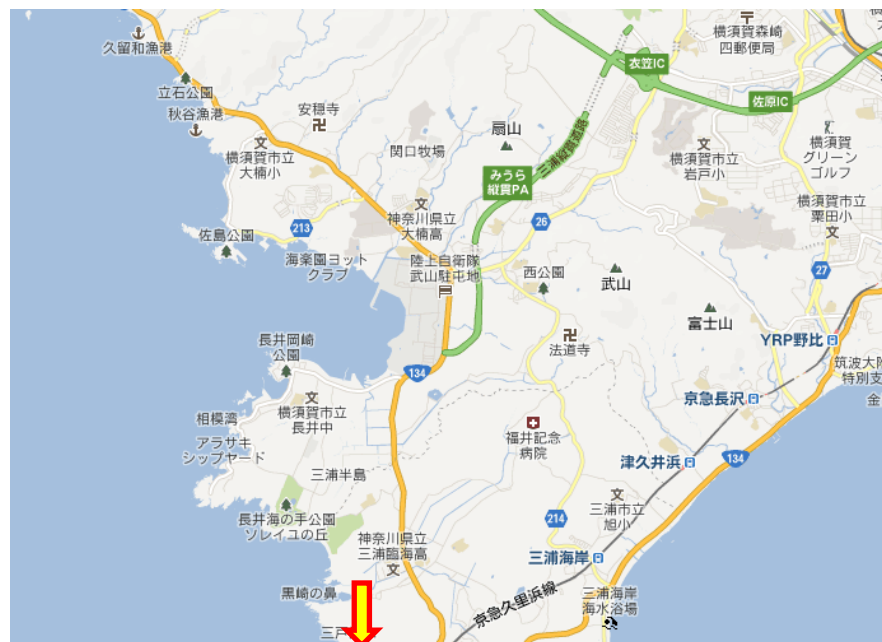 久留和漁港
横須賀森崎
四郵便局
衣笠IC
佐原IC
立石公園
秋谷漁港
安穏寺
扇山
三浦縦貫道路
関口牧場
横須賀市立
大楠小
横須賀市立
岩戸小
横須賀
グリーン
ゴルフ
みうら
縦貫PA
神奈川県立
大楠高
横須賀市立
粟田小
213
26
佐島公園
海楽園ヨット
クラブ
陸上自衛隊
武山駐屯地
西公園
武山
27
富士山
長井岡崎
公園
法道寺
YRP野比
134
筑波大
特別支
京急長沢
金
横須賀市立
長井中
相模湾
アラサキ
シップヤード
福井記念
病院
津久井浜
134
三浦半島
三浦市立
旭小
長井海の手公園
ソレイユの丘
214
神奈川県立
三浦臨海高
三浦海岸
黒崎の鼻
京急久里浜線
三浦海岸
海水浴場
三戸